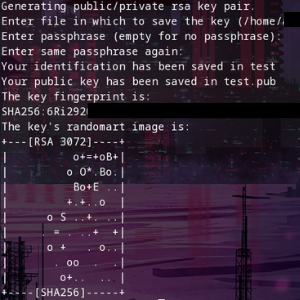 Generating public/private rsa key pair.
Enter file in which to save the key (/home/
Enter passphrase (empty for no passphrase):
Enter same passphrase again:
Your identification has been saved in test
Your public key has been saved in test.pub
The key fingerprint is:
SHA256:6Ri292
The key's randomart image is:
+---[RSA 3072]----+
|          o+=+oB+|
|         o O*.Bo.|
|          Bo+E ..|
|         +.+..o  |
|      o S ..+. ..|
|     . = . ..+  +|
|      o +   . o..|
|       . oo  . . |
|        o+.. ..  |
+----[SHA256]-----+